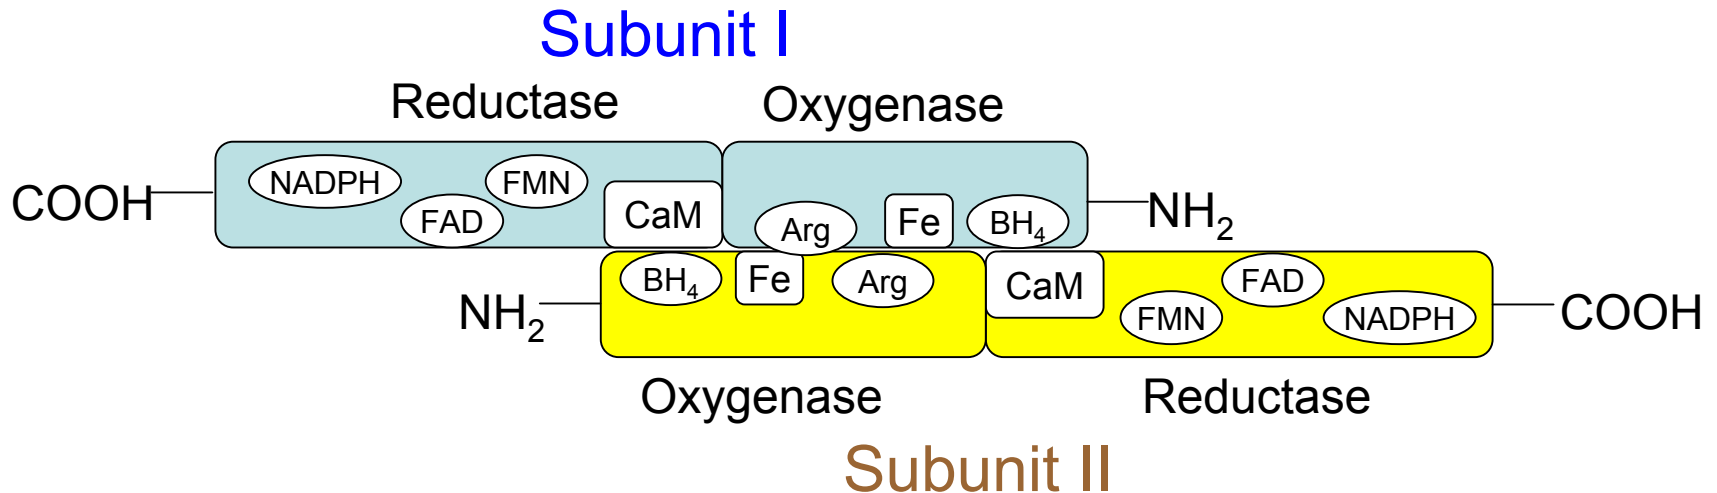 Subunit I
Reductase Oxygenase
NADPH FMN
COOH FAD CaM Arg Fe BH₄ NH₂
BH₄ Fe Arg CaM FAD
NH₂ FMN NADPH COOH
Oxygenase Reductase
Subunit II